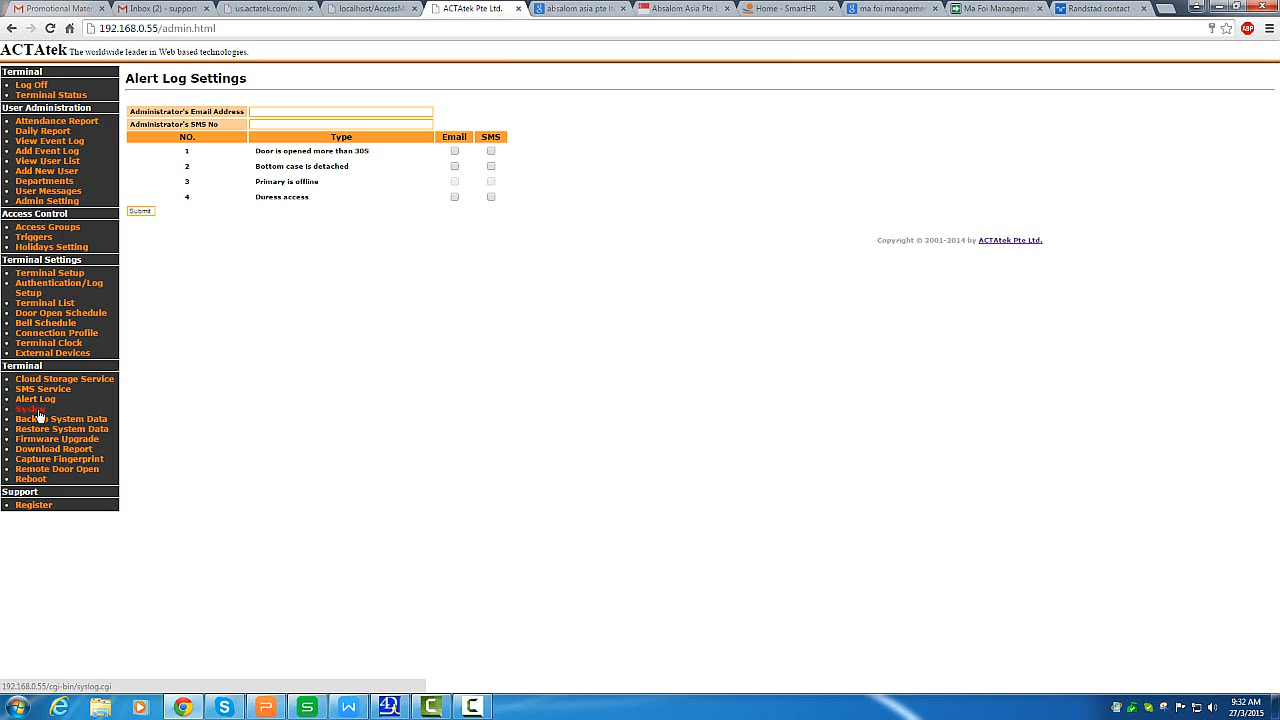 Promotional Mater
Inbox (2) - support
us.actatek.com/mai
localhost/AccessMa
ACTAtek Pte Ltd.
absalom asia pte lt
Absalom Asia Pte L
Home - SmartHR
ma foi manageme
Ma Foi Managemen
Randstad contact
192.168.0.55/admin.html
ABP
ACTAtek The worldwide leader in Web based technologies.
Terminal
Log Off
Terminal Status
User Administration
Attendance Report
Daily Report
View Event Log
Add Event Log
View User List
Add New User
Departments
User Messages
Admin Setting
Access Control
Access Groups
Triggers
Holidays Setting
Terminal Settings
Terminal Setup
Authentication/Log
Setup
Terminal List
Door Open Schedule
Bell Schedule
Connection Profile
Terminal Clock
External Devices
Terminal
Cloud Storage Service
SMS Service
Alert Log
System Data
Restore System Data
Firmware Upgrade
Download Report
Capture Fingerprint
Remote Door Open
Reboot
Support
Register
Alert Log Settings
Administrator's Email Address
Administrator's SMS No
NO. Type Email SMS
1 Door is opened more than 30S
2 Bottom case is detached
3 Primary is offline
4 Duress access
Submit
Copyright © 2001-2014 by ACTAtek Pte Ltd.
192.168.0.55/cgi-bin/syslog.cgi
9:32 AM
27/3/2015